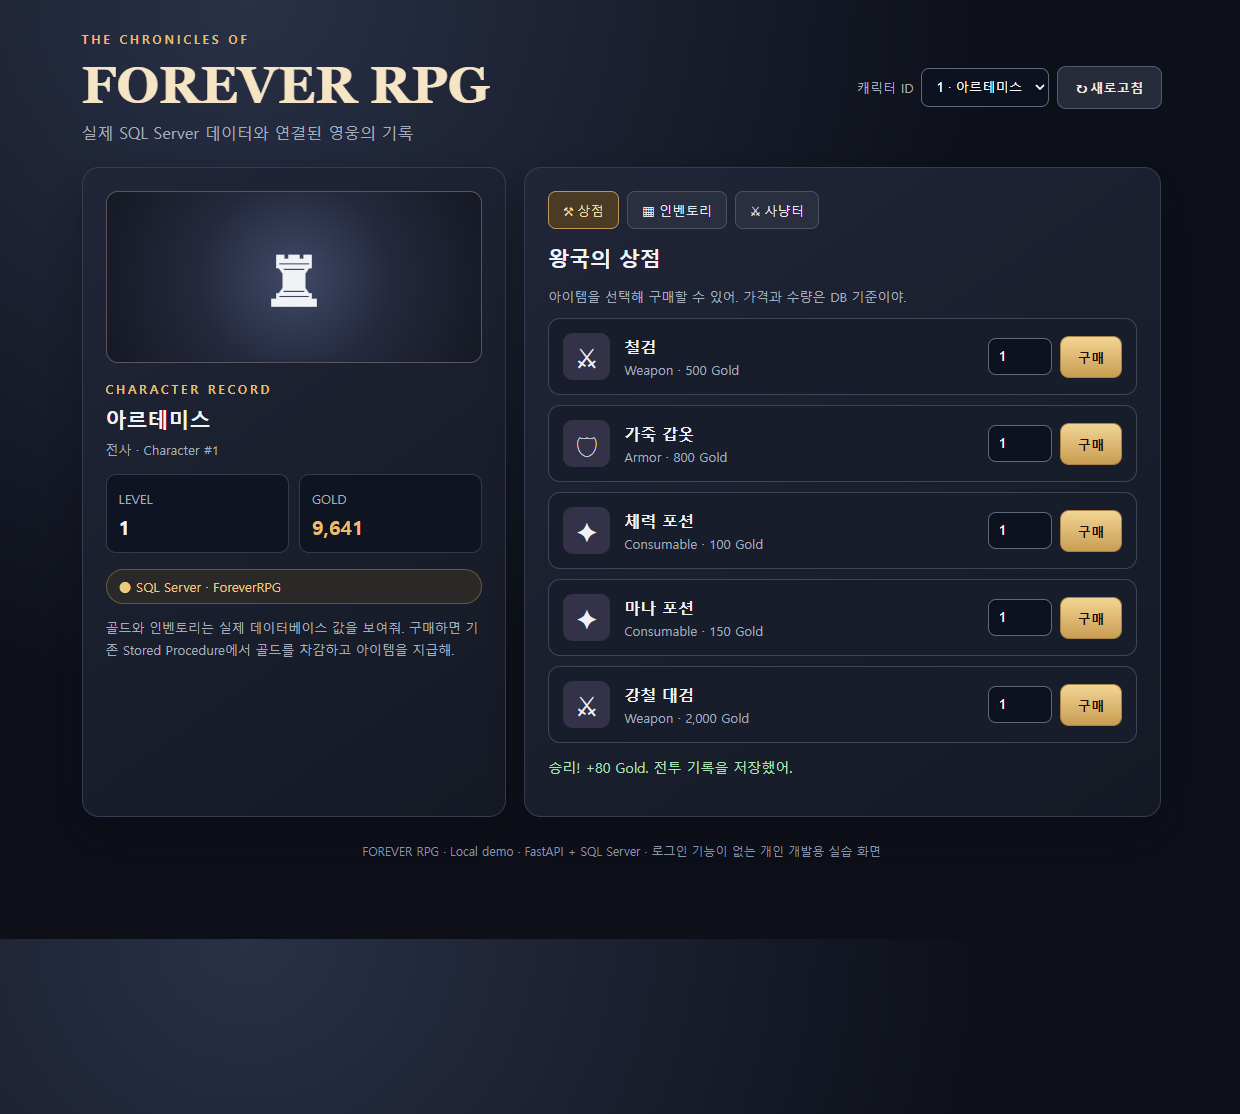 THE CHRONICLES OF
FOREVER RPG
실제 SQL Server 데이터와 연결된 영웅의 기록
캐릭터 ID
1 · 아르테미스
↻ 새로고침
CHARACTER RECORD
아르테미스
전사 · Character #1
LEVEL
1
GOLD
9,641
SQL Server · ForeverRPG
골드와 인벤토리는 실제 데이터베이스 값을 보여줘. 구매하면 기
존 Stored Procedure에서 골드를 차감하고 아이템을 지급해.
⚒ 상점
▦ 인벤토리
⚔ 사냥터
왕국의 상점
아이템을 선택해 구매할 수 있어. 가격과 수량은 DB 기준이야.
철검
Weapon · 500 Gold
1
구매
가죽 갑옷
Armor · 800 Gold
1
구매
체력 포션
Consumable · 100 Gold
1
구매
마나 포션
Consumable · 150 Gold
1
구매
강철 대검
Weapon · 2,000 Gold
1
구매
승리! +80 Gold. 전투 기록을 저장했어.
FOREVER RPG · Local demo · FastAPI + SQL Server · 로그인 기능이 없는 개인 개발용 실습 화면